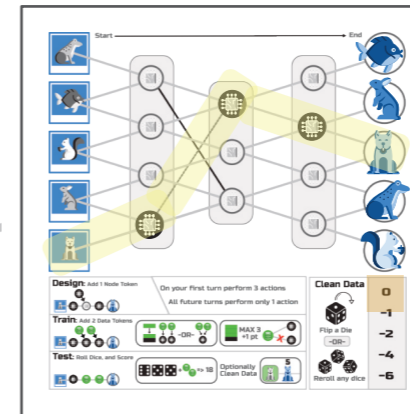 Start
End
Design: Add 1 Node Token
On your first turn perform 3 actions
All future turns perform only 1 action
Train: Add 2 Data Tokens
-OR-
MAX 3
+1 pt
Test: Roll Dice, and Score
+
=> 18
Optionally
Clean Data
5
Clean Data
Flip a Die
-OR-
Reroll any dice
0
-1
-2
-4
-6